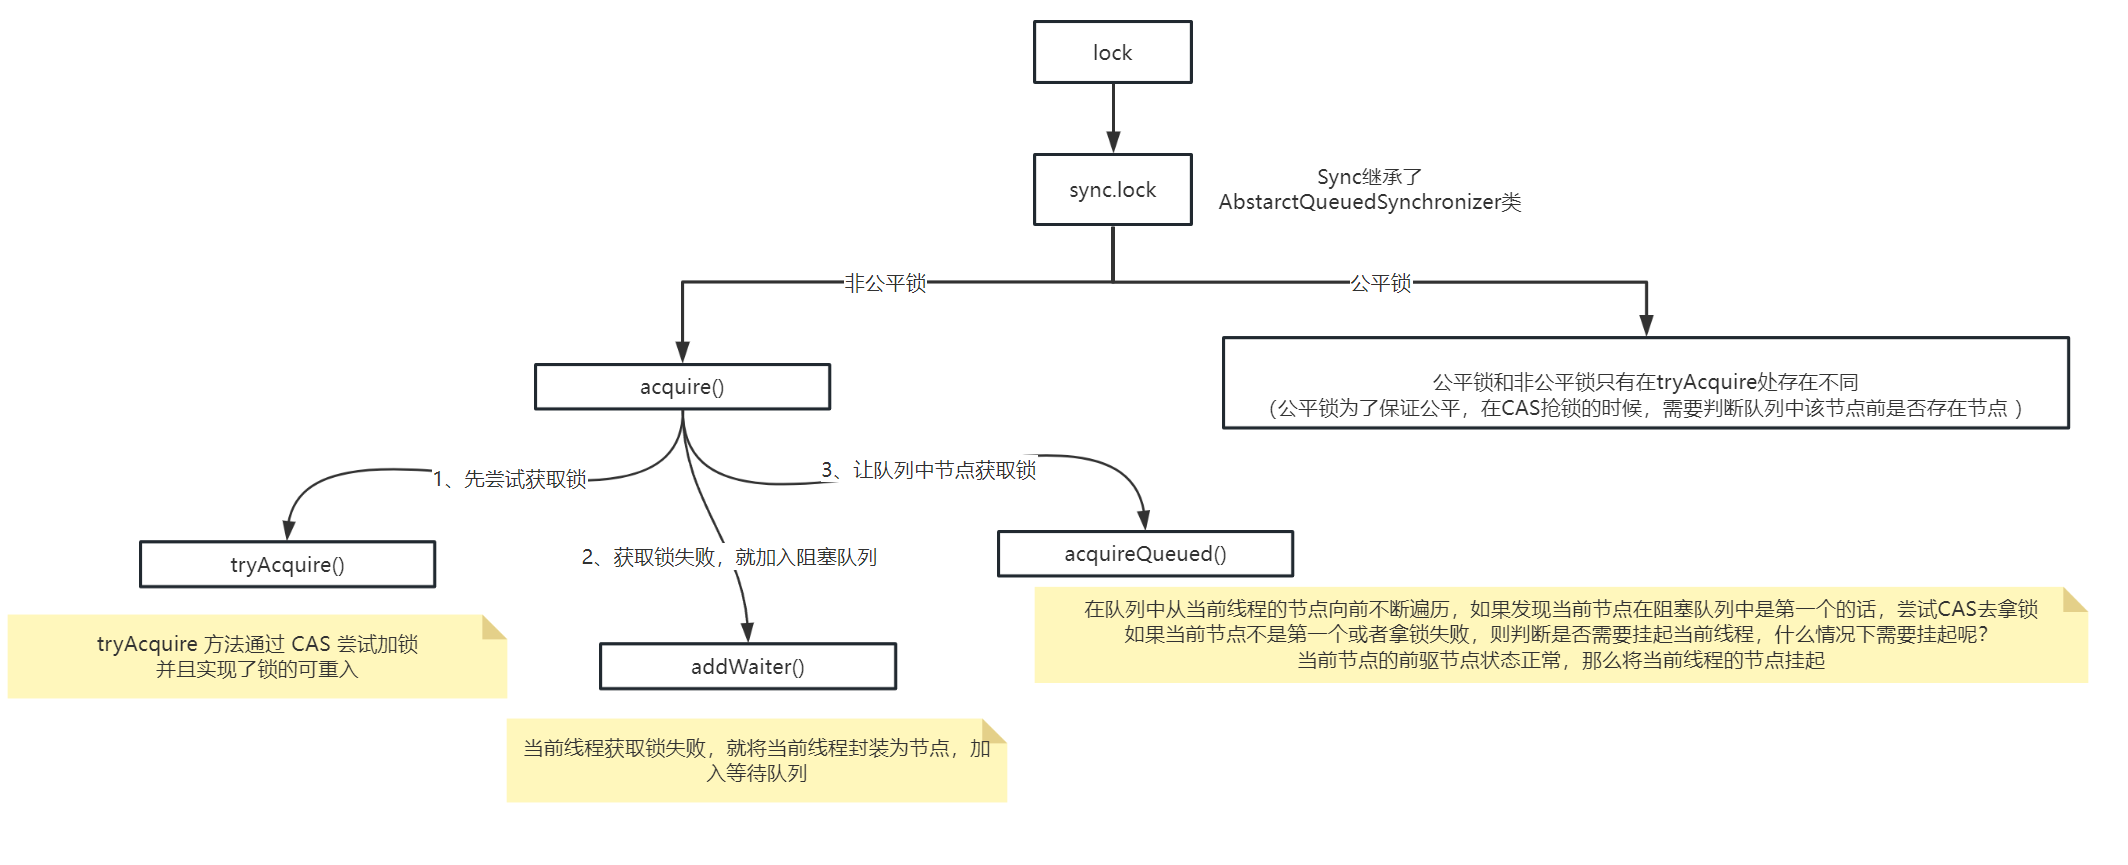 lock
sync.lock
Sync继承了
AbstarctQueuedSynchronizer类
非公平锁
公平锁
acquire()
公平锁和非公平锁只有在tryAcquire处存在不同
（公平锁为了保证公平，在CAS抢锁的时候，需要判断队列中该节点前是否存在节点 ）
1、先尝试获取锁
3、让队列中节点获取锁
2、获取锁失败，就加入阻塞队列
tryAcquire()
acquireQueued()
addWaiter()
tryAcquire 方法通过 CAS 尝试加锁
并且实现了锁的可重入
在队列中从当前线程的节点向前不断遍历，如果发现当前节点在阻塞队列中是第一个的话，尝试CAS去拿锁
如果当前节点不是第一个或者拿锁失败，则判断是否需要挂起当前线程，什么情况下需要挂起呢？
当前节点的前驱节点状态正常，那么将当前线程的节点挂起
当前线程获取锁失败，就将当前线程封装为节点，加
入等待队列